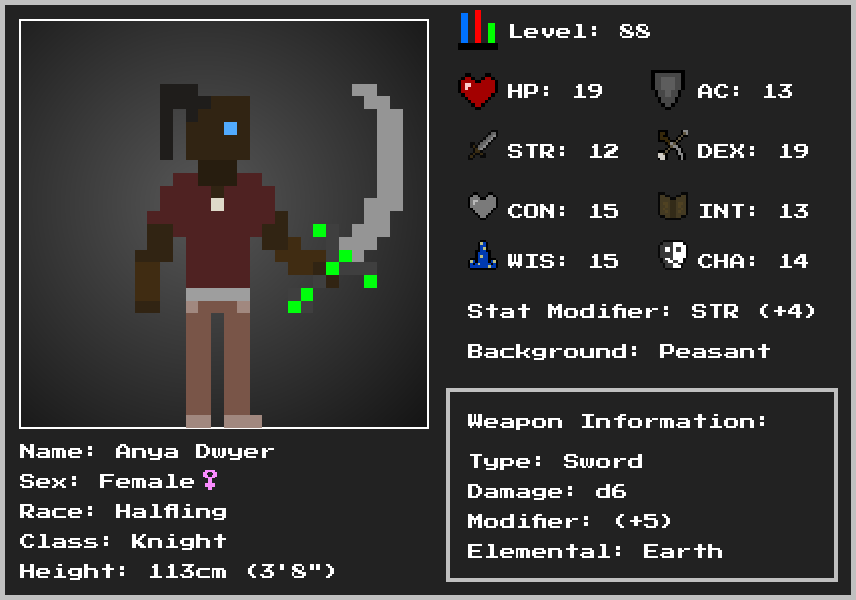 Level: 88
HP: 19
AC: 13
STR: 12
DEX: 19
CON: 15
INT: 13
WIS: 15
CHA: 14
Stat Modifier: STR (+4)
Background: Peasant
Weapon Information:
Type: Sword
Damage: d6
Modifier: (+5)
Elemental: Earth
Name: Anya Dwyer
Sex: Female♀
Race: Halfling
Class: Knight
Height: 113cm (3'8")